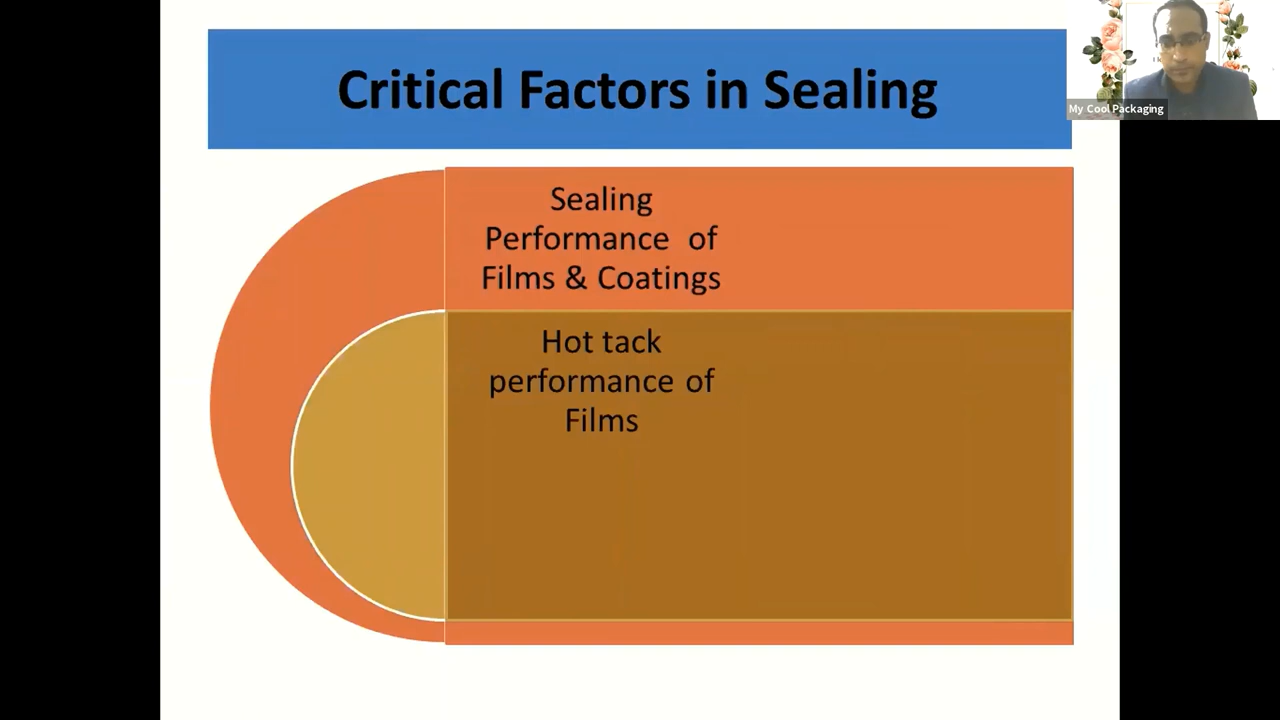 Critical Factors in Sealing
My Cool Packaging
Sealing
Performance of
Films & Coatings
Hot tack
performance of
Films